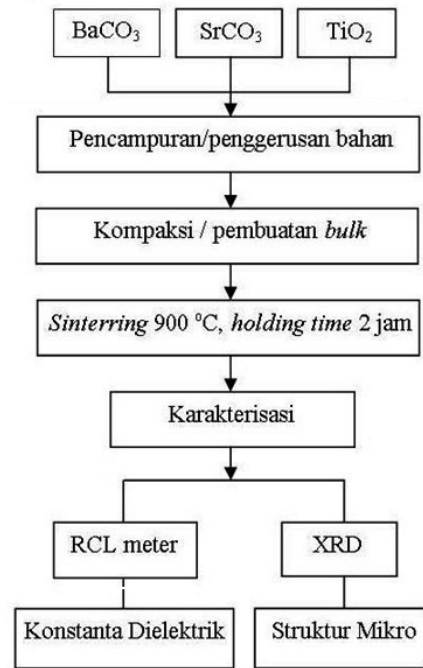 BaCO₃
SrCO₃
TiO₂
Pencampuran/penggerusan bahan
Kompaksi / pembuatan bulk
Sinterring 900 °C, holding time 2 jam
Karakterisasi
RCL meter
XRD
Konstanta Dielektrik
Struktur Mikro